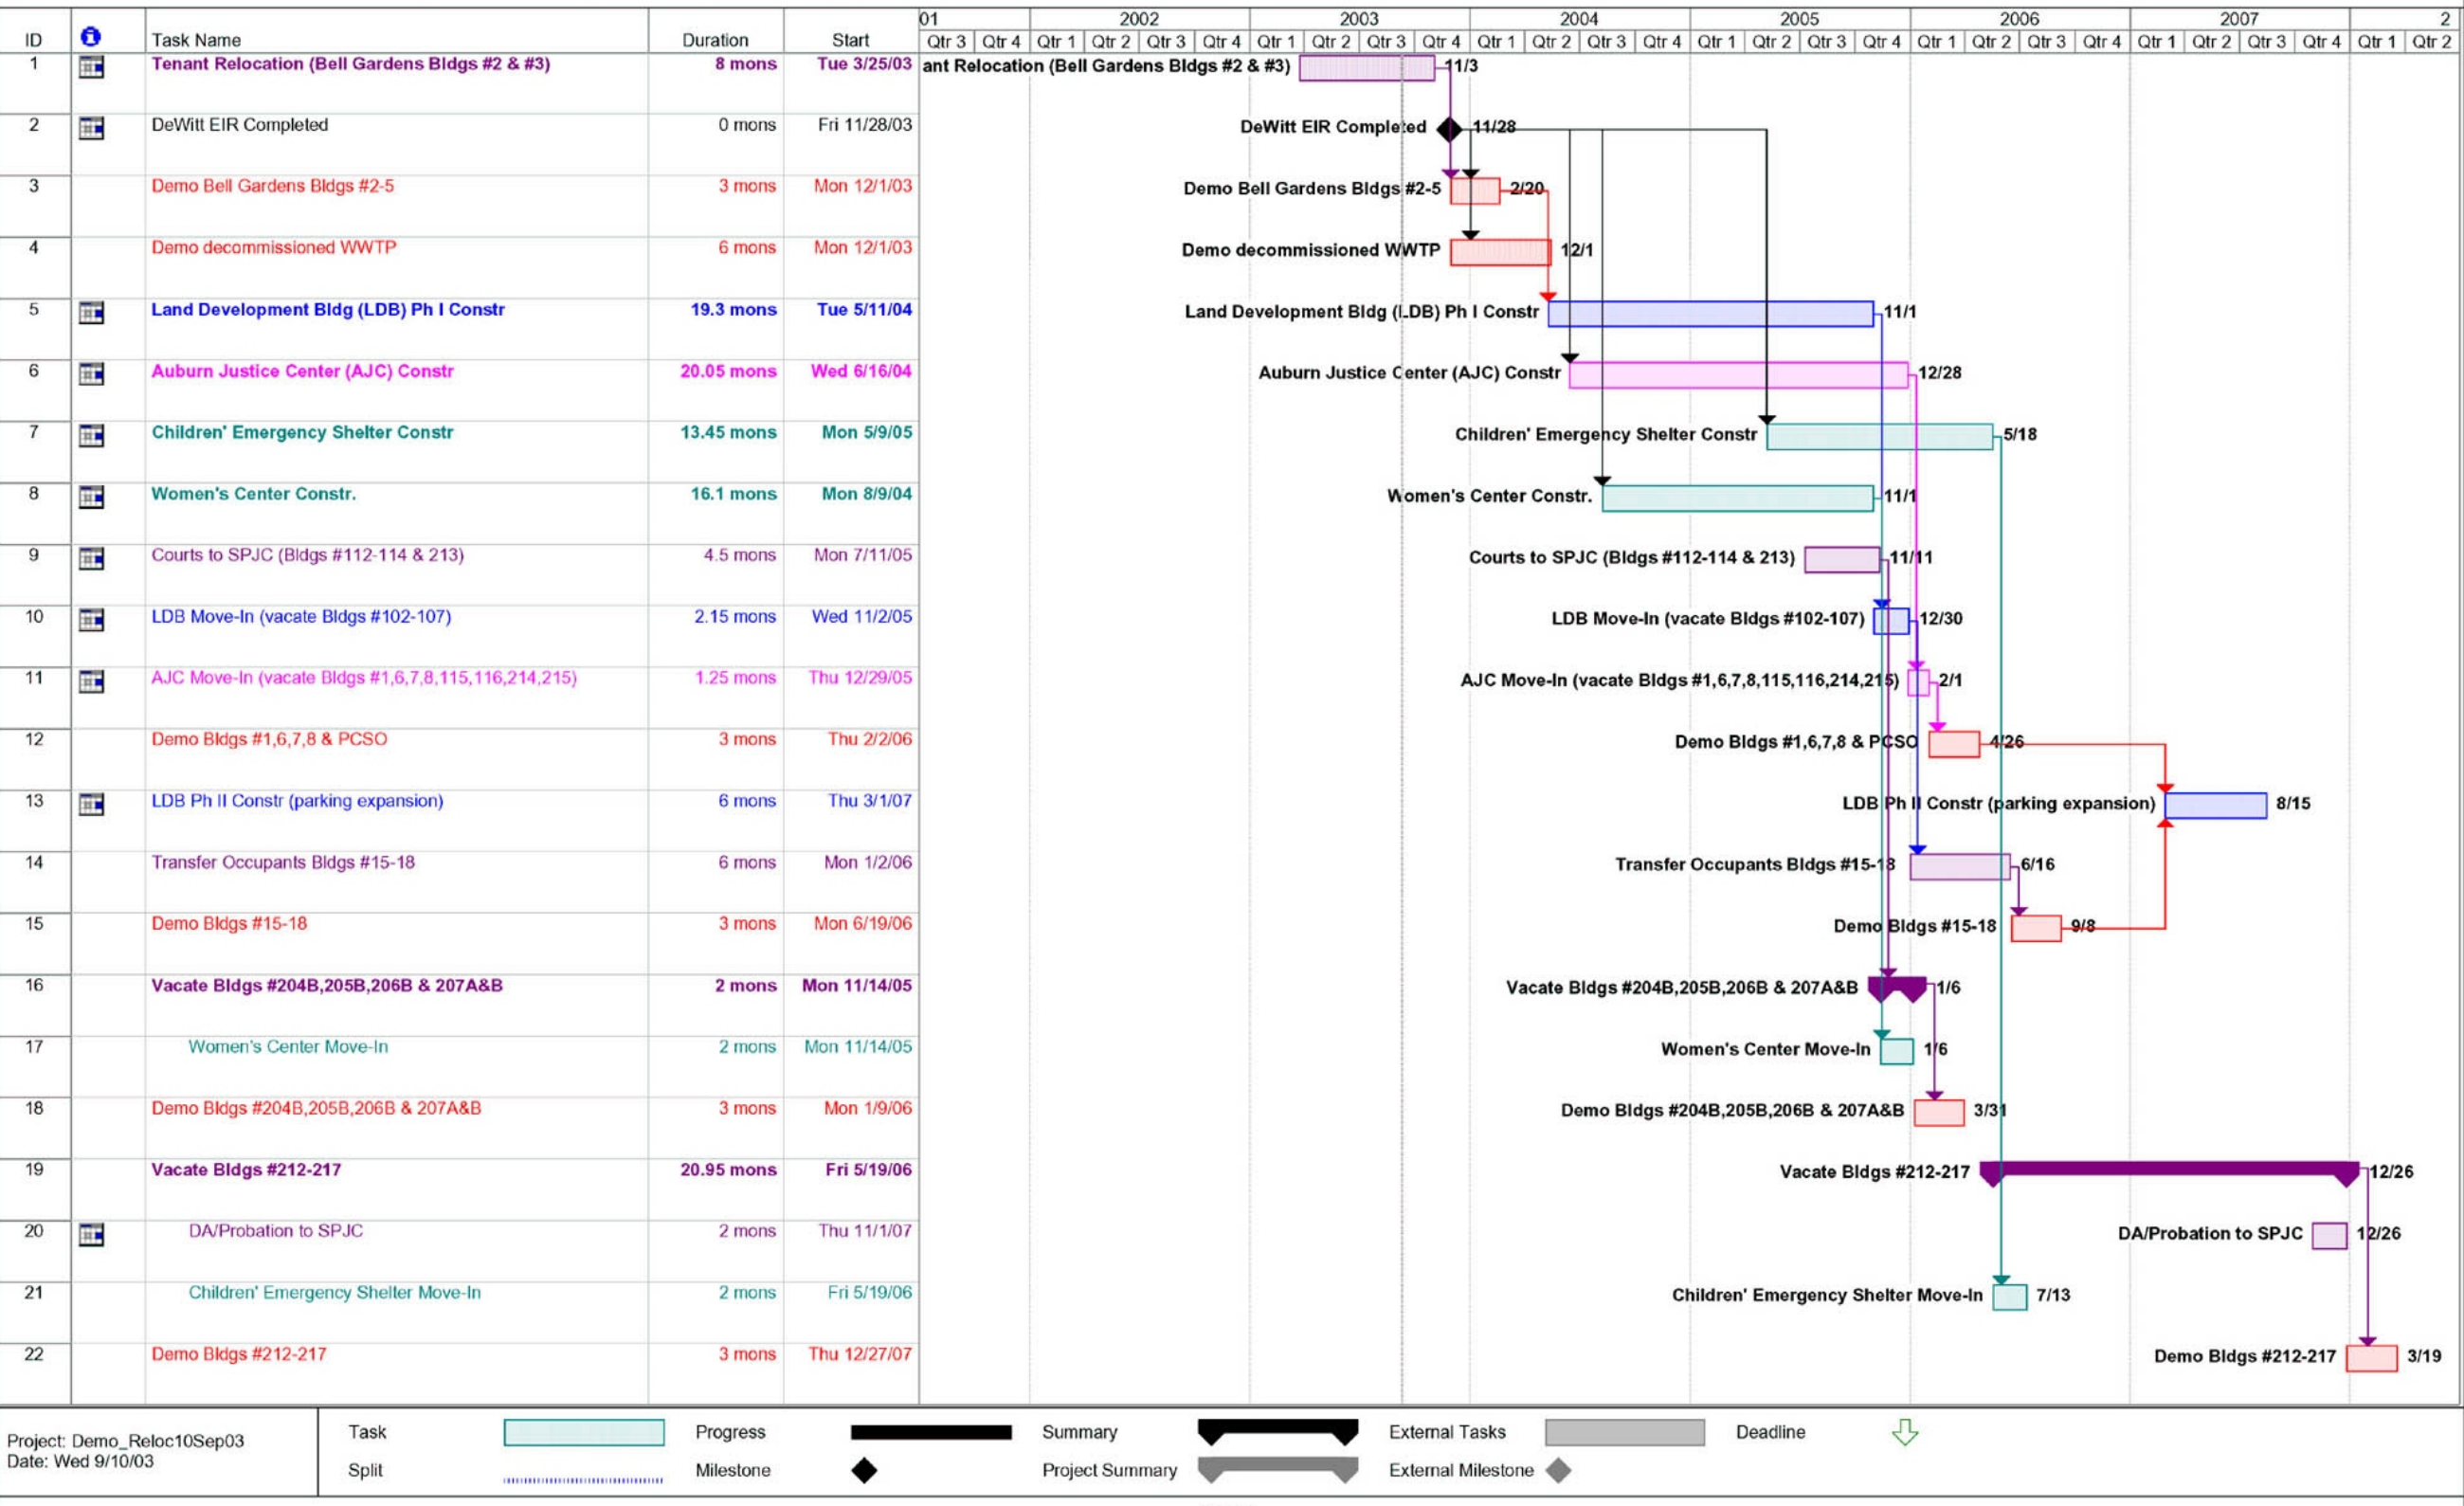 01 2002 2003 2004 2005 2006 2007 2
ID Task Name Duration Start Qtr 3 Qtr 4 Qtr 1 Qtr 2 Qtr 3 Qtr 4 Qtr 1 Qtr 2 Qtr 3 Qtr 4 Qtr 1 Qtr 2 Qtr 3 Qtr 4 Qtr 1 Qtr 2 Qtr 3 Qtr 4 Qtr 1 Qtr 2 Qtr 3 Qtr 4 Qtr 1 Qtr 2 Qtr 3 Qtr 4 Qtr 1 Qtr 2
1 Tenant Relocation (Bell Gardens Bldgs #2 & #3) 8 mons Tue 3/25/03 ant Relocation (Bell Gardens Bldgs #2 & #3) 11/3
2 DeWitt EIR Completed 0 mons Fri 11/28/03 DeWitt EIR Completed 11/28
3 Demo Bell Gardens Bldgs #2-5 3 mons Mon 12/1/03 Demo Bell Gardens Bldgs #2-5 2/20
4 Demo decommissioned WWTP 6 mons Mon 12/1/03 Demo decommissioned WWTP 12/1
5 Land Development Bldg (LDB) Ph I Constr 19.3 mons Tue 5/11/04 Land Development Bldg (LDB) Ph I Constr 11/1
6 Auburn Justice Center (AJC) Constr 20.05 mons Wed 6/16/04 Auburn Justice Center (AJC) Constr 12/28
7 Children' Emergency Shelter Constr 13.45 mons Mon 5/9/05 Children' Emergency Shelter Constr 5/18
8 Women's Center Constr. 16.1 mons Mon 8/9/04 Women's Center Constr. 11/1
9 Courts to SPJC (Bldgs #112-114 & 213) 4.5 mons Mon 7/11/05 Courts to SPJC (Bldgs #112-114 & 213) 11/11
10 LDB Move-In (vacate Bldgs #102-107) 2.15 mons Wed 11/2/05 LDB Move-In (vacate Bldgs #102-107) 12/30
11 AJC Move-In (vacate Bldgs #1,6,7,8,115,116,214,215) 1.25 mons Thu 12/29/05 AJC Move-In (vacate Bldgs #1,6,7,8,115,116,214,215) 2/1
12 Demo Bldgs #1,6,7,8 & PCSO 3 mons Thu 2/2/06 Demo Bldgs #1,6,7,8 & PCSO 4/26
13 LDB Ph II Constr (parking expansion) 6 mons Thu 3/1/07 LDB Ph II Constr (parking expansion) 8/15
14 Transfer Occupants Bldgs #15-18 6 mons Mon 1/2/06 Transfer Occupants Bldgs #15-18 6/16
15 Demo Bldgs #15-18 3 mons Mon 6/19/06 Demo Bldgs #15-18 9/8
16 Vacate Bldgs #204B,205B,206B & 207A&B 2 mons Mon 11/14/05 Vacate Bldgs #204B,205B,206B & 207A&B 1/6
17 Women's Center Move-In 2 mons Mon 11/14/05 Women's Center Move-In 1/6
18 Demo Bldgs #204B,205B,206B & 207A&B 3 mons Mon 1/9/06 Demo Bldgs #204B,205B,206B & 207A&B 3/31
19 Vacate Bldgs #212-217 20.95 mons Fri 5/19/06 Vacate Bldgs #212-217 12/26
20 DA/Probation to SPJC 2 mons Thu 11/1/07 DA/Probation to SPJC 12/26
21 Children' Emergency Shelter Move-In 2 mons Fri 5/19/06 Children' Emergency Shelter Move-In 7/13
22 Demo Bldgs #212-217 3 mons Thu 12/27/07 Demo Bldgs #212-217 3/19
Project: Demo_Reloc10Sep03
Date: Wed 9/10/03
Task Progress Summary External Tasks Deadline
Split Milestone Project Summary External Milestone